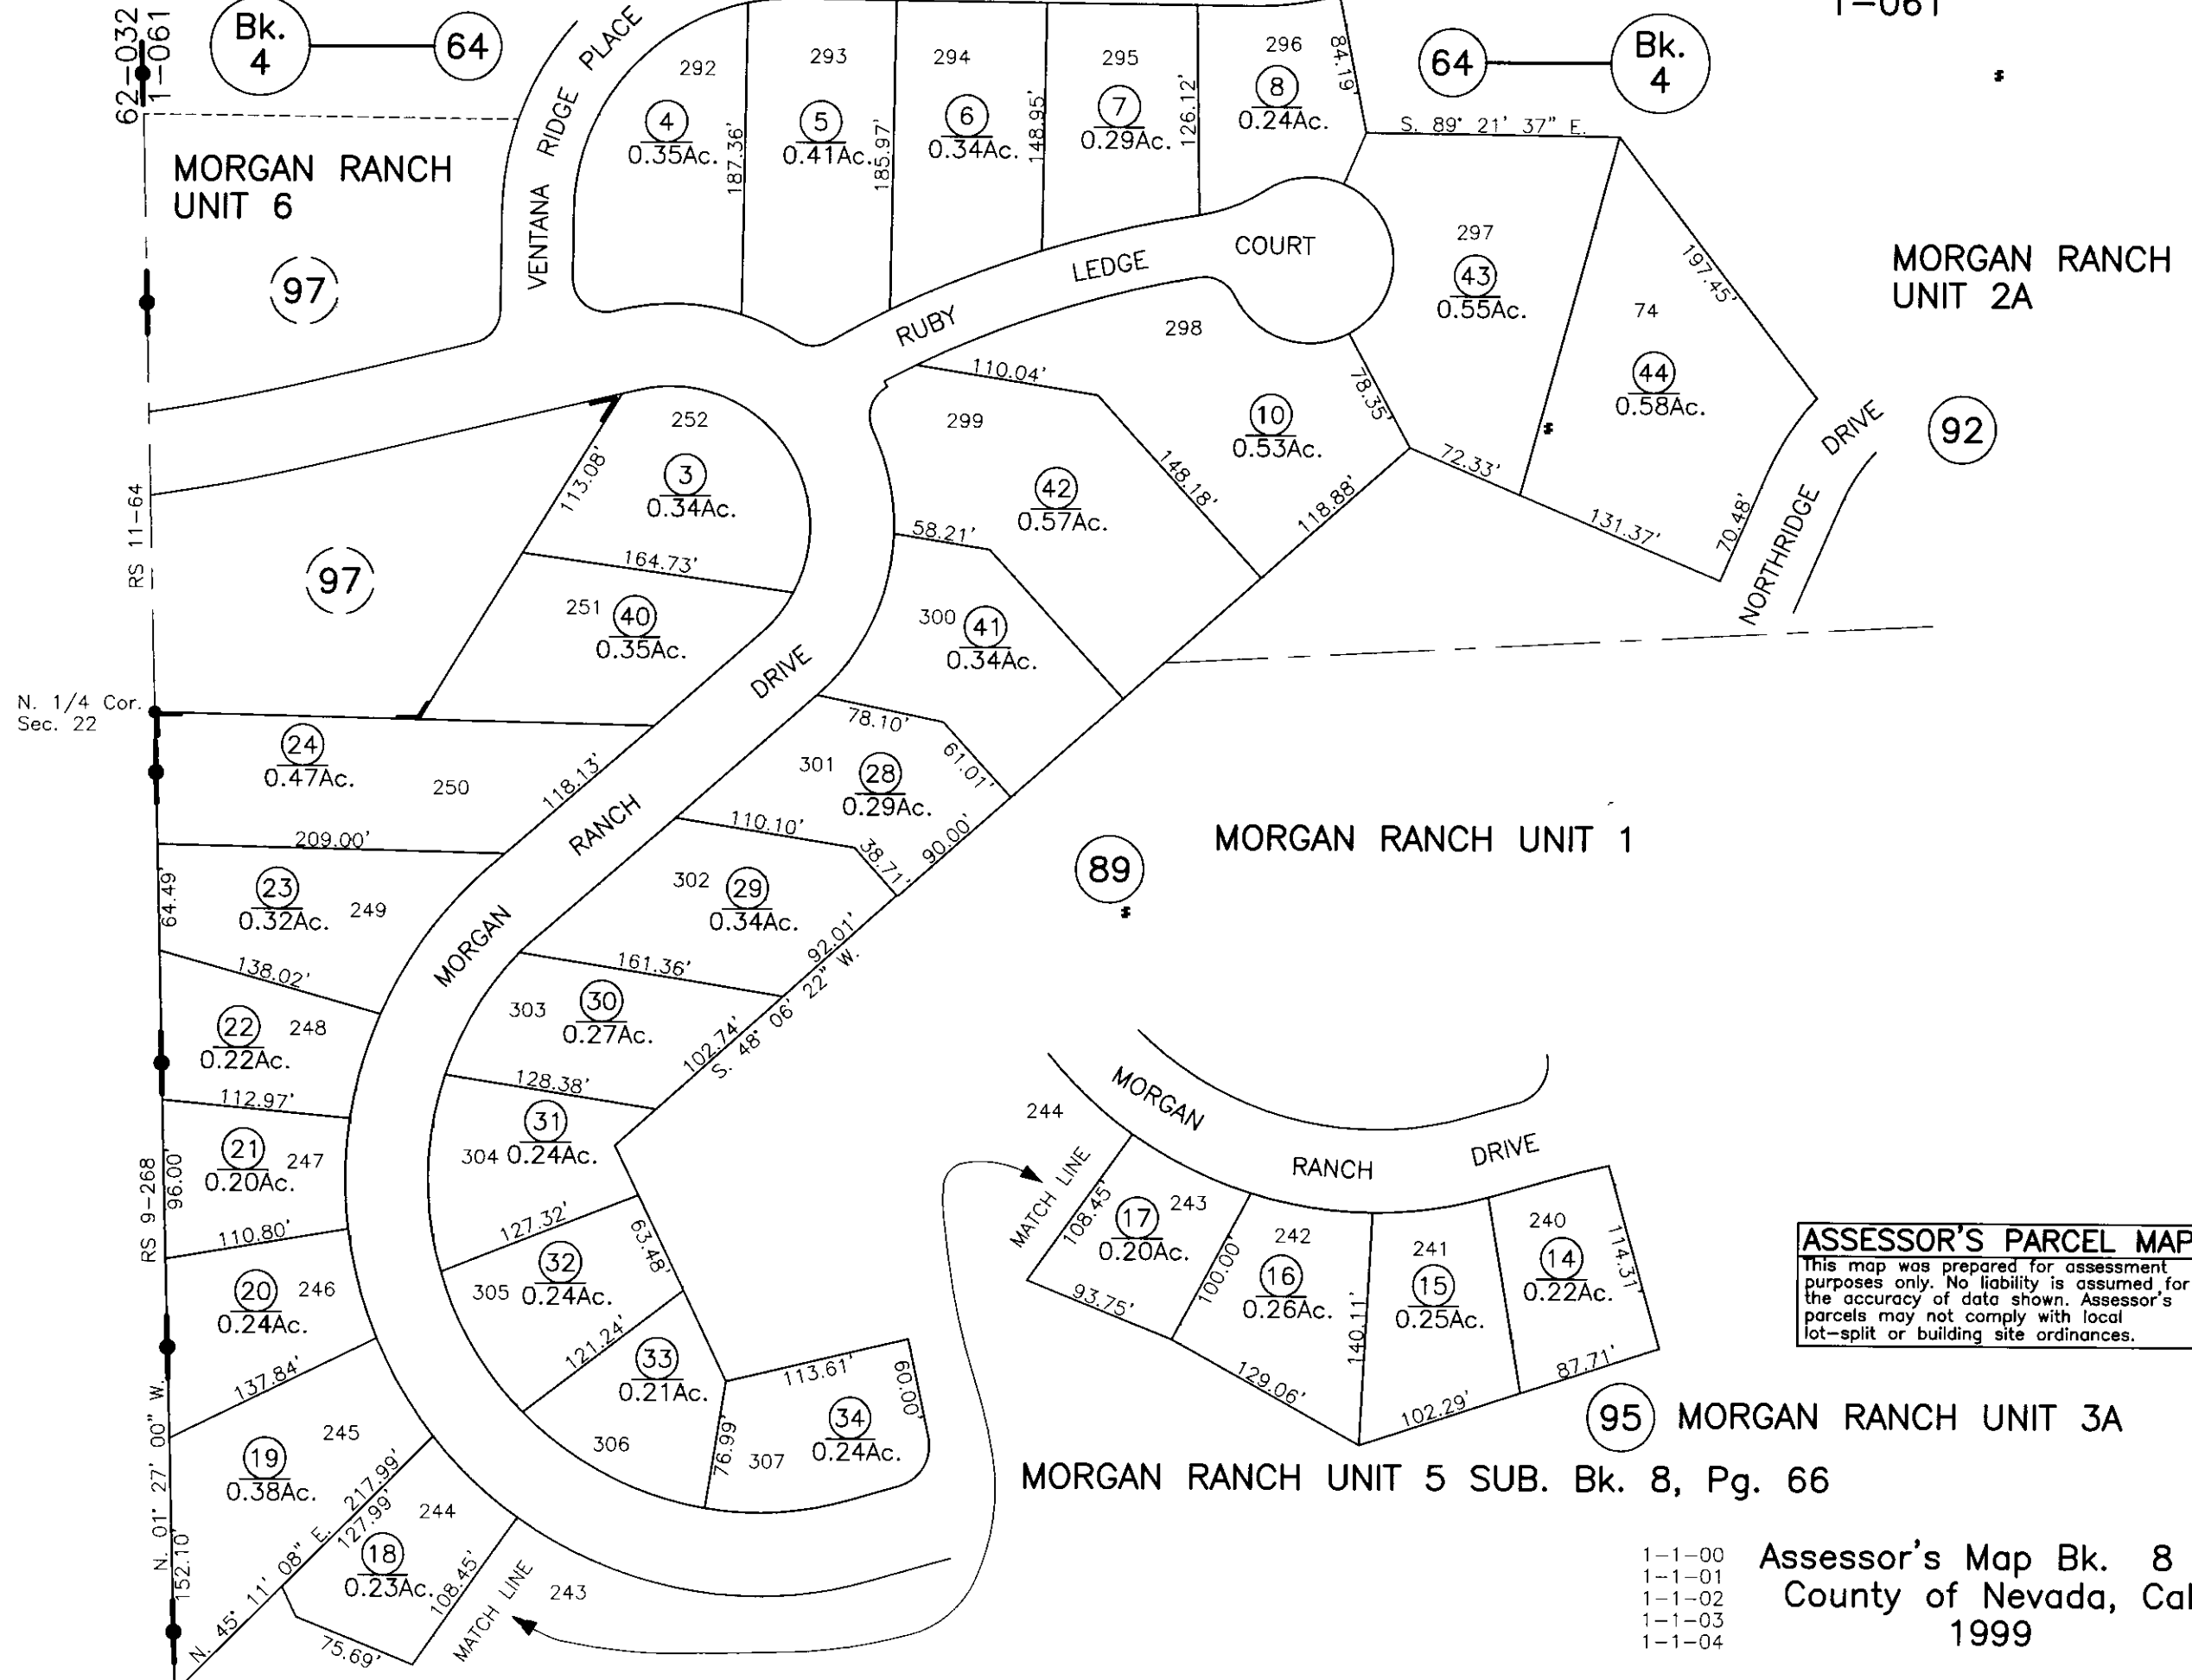 62-032
1-061
Bk.
4
64
MORGAN RANCH
UNIT 6
97
VENTANA RIDGE PLACE
292
4
0.35Ac.
187.36'
293
5
0.41Ac.
185.97'
294
6
0.34Ac.
148.95'
295
7
0.29Ac.
126.12'
296
8
0.24Ac.
84.19'
64
Bk.
4
1-061
S. 89° 21' 37" E.
RUBY LEDGE COURT
297
43
0.55Ac.
74
44
0.58Ac.
197.45'
MORGAN RANCH
UNIT 2A
92
NORTHRIDGE DRIVE
70.48'
131.37'
72.33'
78.35'
298
10
0.53Ac.
110.04'
148.18'
118.88'
299
42
0.57Ac.
58.21'
300
41
0.34Ac.
252
3
0.34Ac.
113.08'
164.73'
251
40
0.35Ac.
RS 11-64
97
N. 1/4 Cor.
Sec. 22
24
0.47Ac.
250
118.13'
209.00'
MORGAN RANCH DRIVE
78.10'
61.01'
301
28
0.29Ac.
110.10'
38.71'
90.00'
302
29
0.34Ac.
92.01'
161.36'
S. 48° 06' 22" W.
303
30
0.27Ac.
102.74'
128.38'
64.49'
23
0.32Ac.
249
138.02'
22
248
0.22Ac.
112.97'
21
247
0.20Ac.
RS 9-268
96.00'
110.80'
20
246
0.24Ac.
137.84'
31
304 0.24Ac.
127.32'
63.48'
32
305 0.24Ac.
121.24'
33
0.21Ac.
306
76.99'
113.61'
60.00'
34
0.24Ac.
307
245
19
0.38Ac.
217.99'
127.99'
N. 45° 11' 08" E.
N. 01° 27' 00" W.
152.10'
244
18
0.23Ac.
108.45'
75.69'
MATCH LINE
243
89
MORGAN RANCH UNIT 1
MORGAN RANCH DRIVE
244
MATCH LINE
108.45'
17
243
0.20Ac.
93.75'
100.00'
242
16
0.26Ac.
129.06'
140.11'
241
15
0.25Ac.
102.29'
240
14
0.22Ac.
114.31'
87.71'
ASSESSOR'S PARCEL MAP
This map was prepared for assessment
purposes only. No liability is assumed for
the accuracy of data shown. Assessor's
parcels may not comply with local
lot-split or building site ordinances.
95 MORGAN RANCH UNIT 3A
MORGAN RANCH UNIT 5 SUB. Bk. 8, Pg. 66
1-1-00
1-1-01
1-1-02
1-1-03
1-1-04
Assessor's Map Bk. 8
County of Nevada, Cal
1999